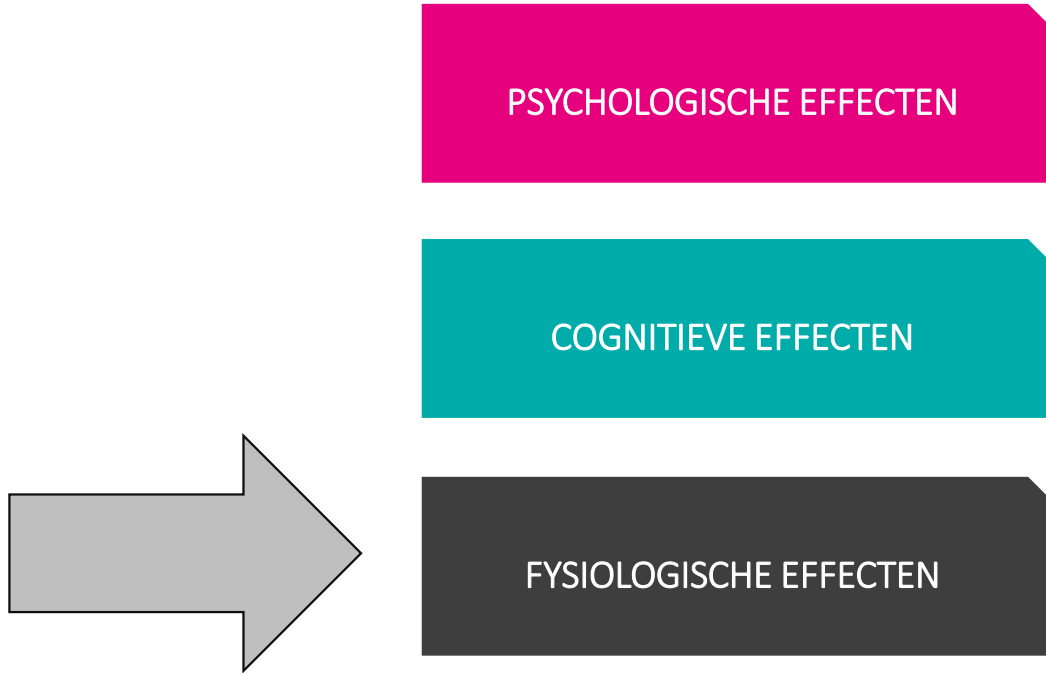 PSYCHOLOGISCHE EFFECTEN
COGNITIEVE EFFECTEN
FYSIOLOGISCHE EFFECTEN